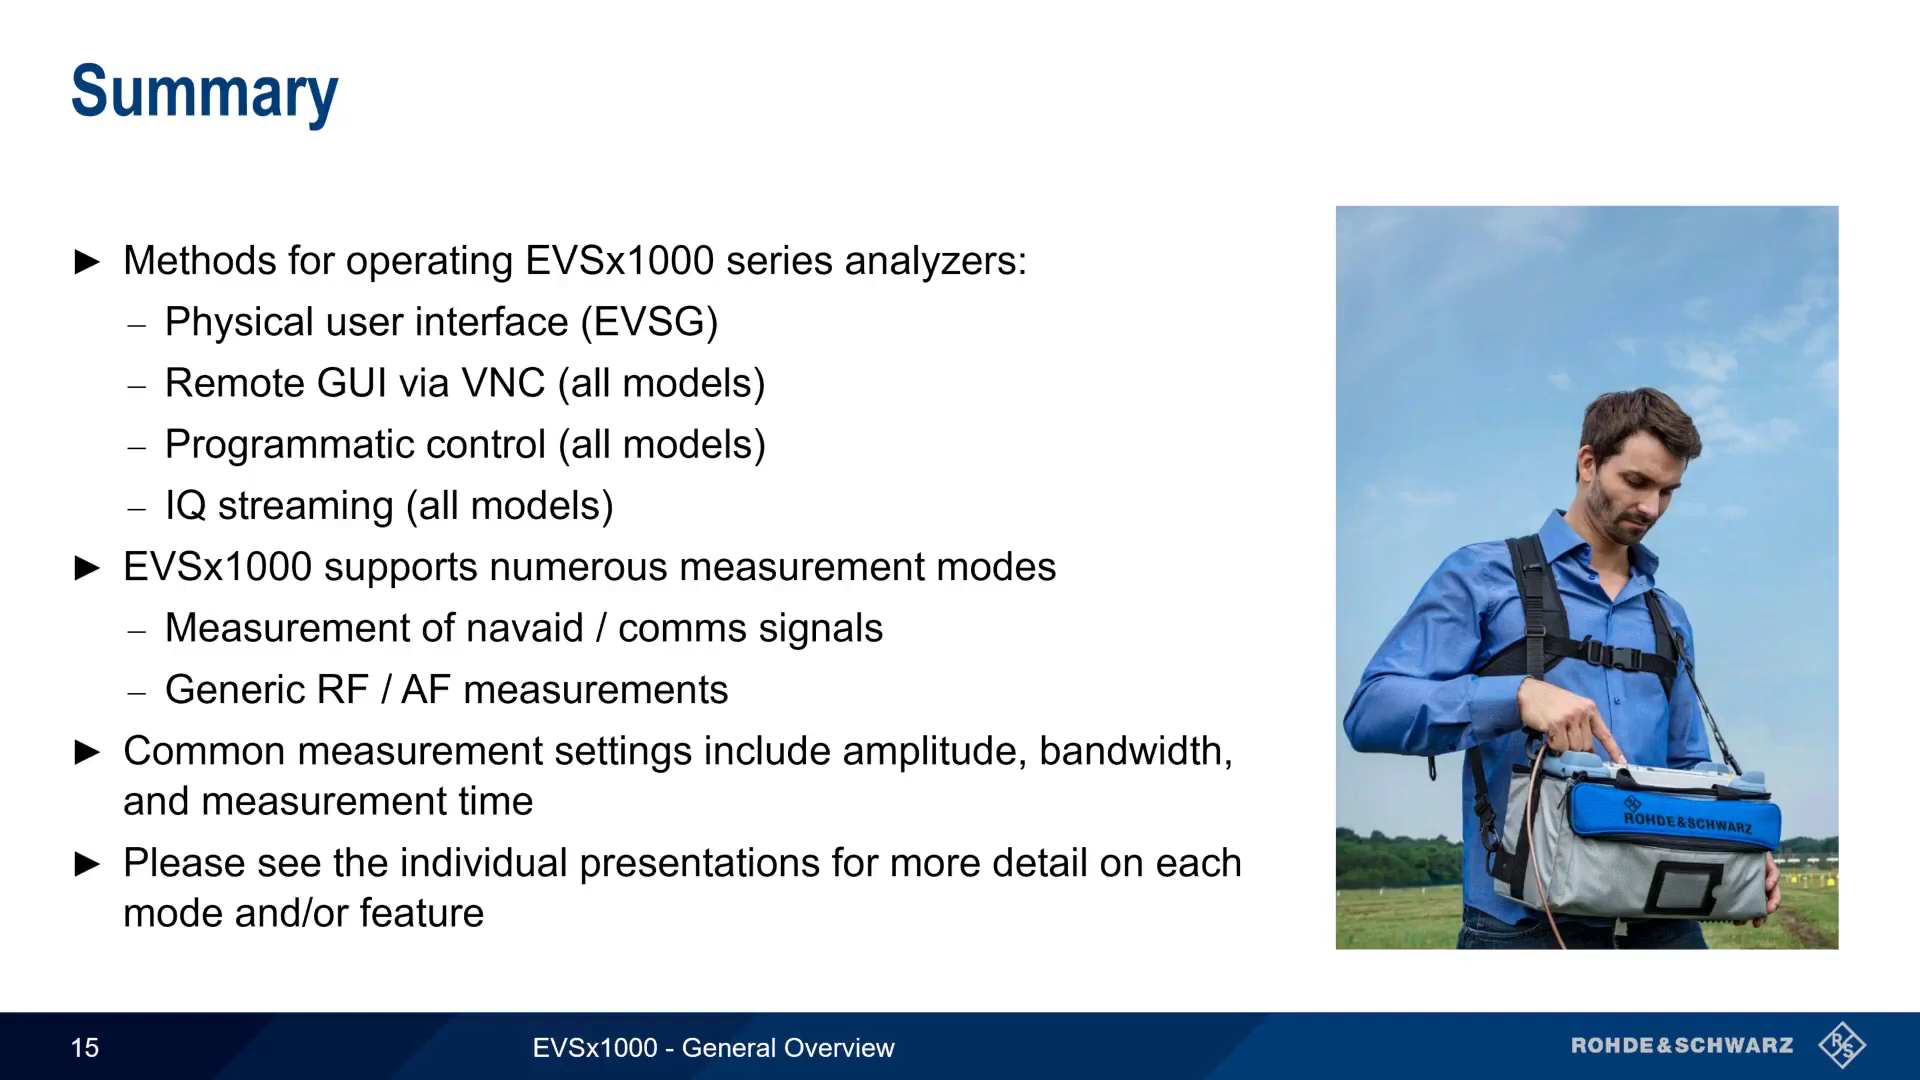 Summary
► Methods for operating EVSx1000 series analyzers:
– Physical user interface (EVSG)
– Remote GUI via VNC (all models)
– Programmatic control (all models)
– IQ streaming (all models)
► EVSx1000 supports numerous measurement modes
– Measurement of navaid / comms signals
– Generic RF / AF measurements
► Common measurement settings include amplitude, bandwidth,
and measurement time
► Please see the individual presentations for more detail on each
mode and/or feature
ROHDE&SCHWARZ
15
EVSx1000 - General Overview
ROHDE&SCHWARZ
RS